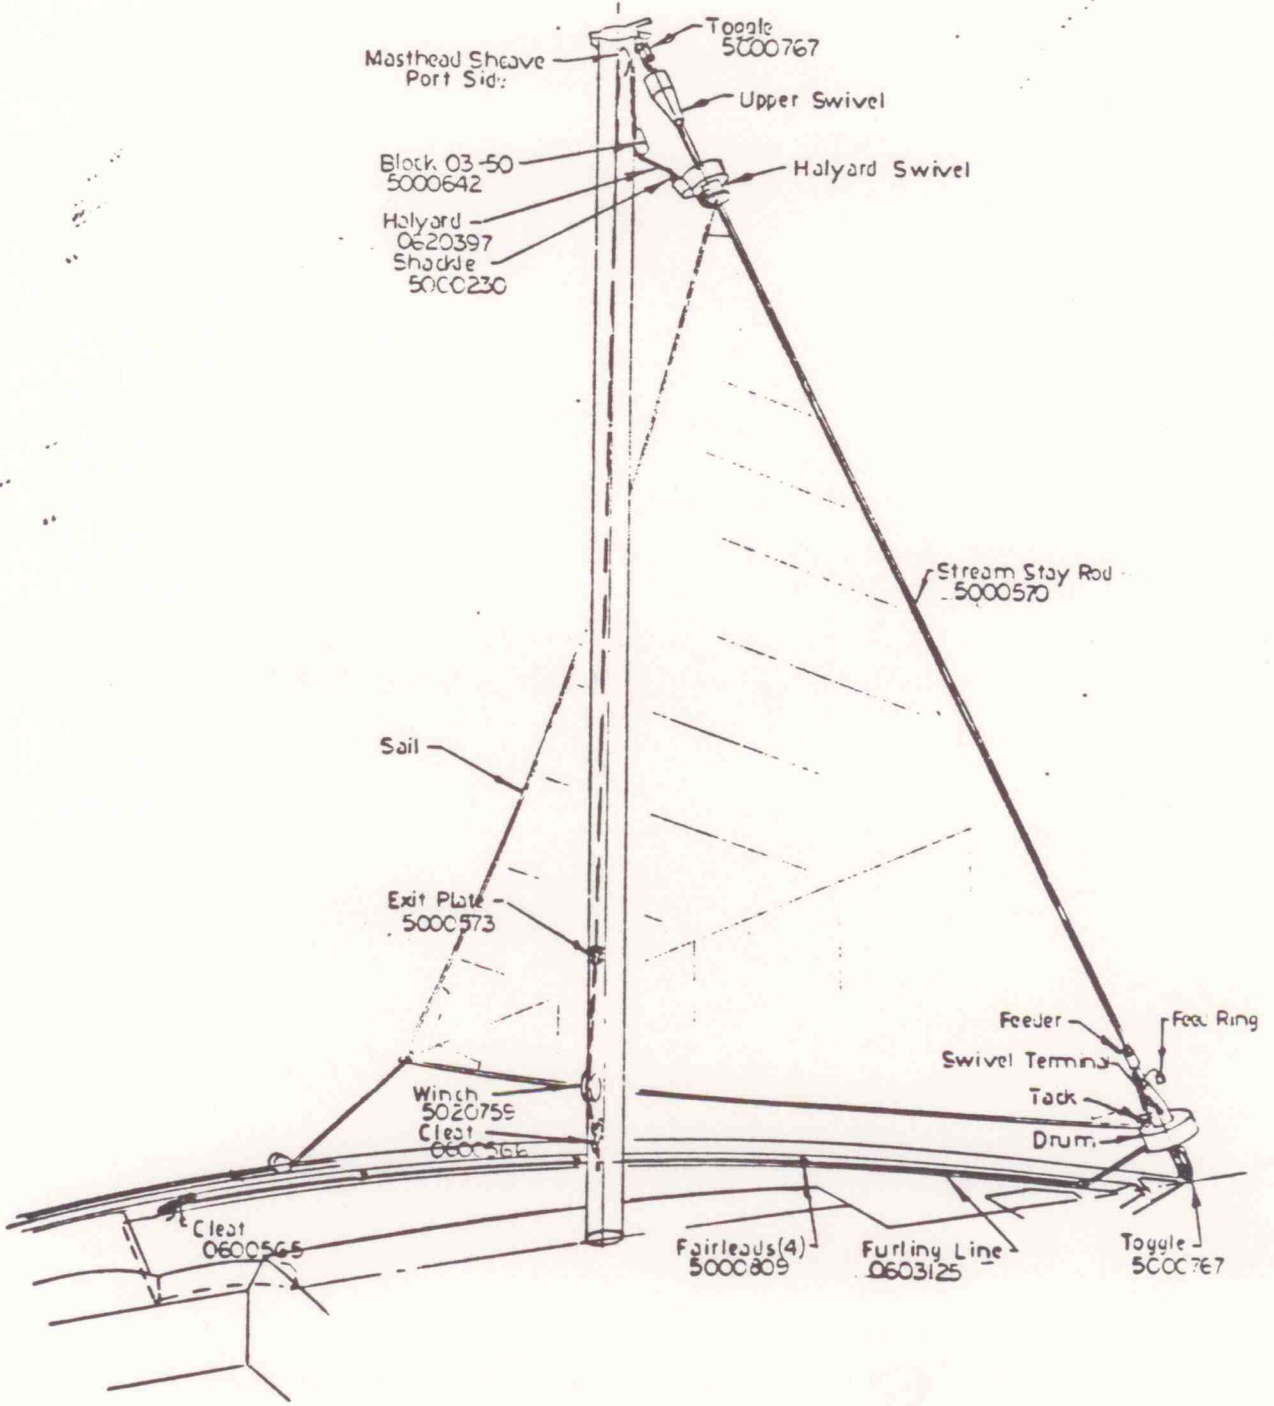 Toggle
5000767
Masthead Sheave
Port Side
Upper Swivel
Block 03-50
5000642
Halyard Swivel
Halyard
0620397
Shackle
5000230
Stream Stay Rod
5000570
Sail
Exit Plate
5000573
Feeder
Feed Ring
Swivel Terminal
Tack
Drum
Winch
5020759
Cleat
0600566
Cleat
0600565
Fairleads(4)
5000809
Furling Line
0603125
Toggle
5000767